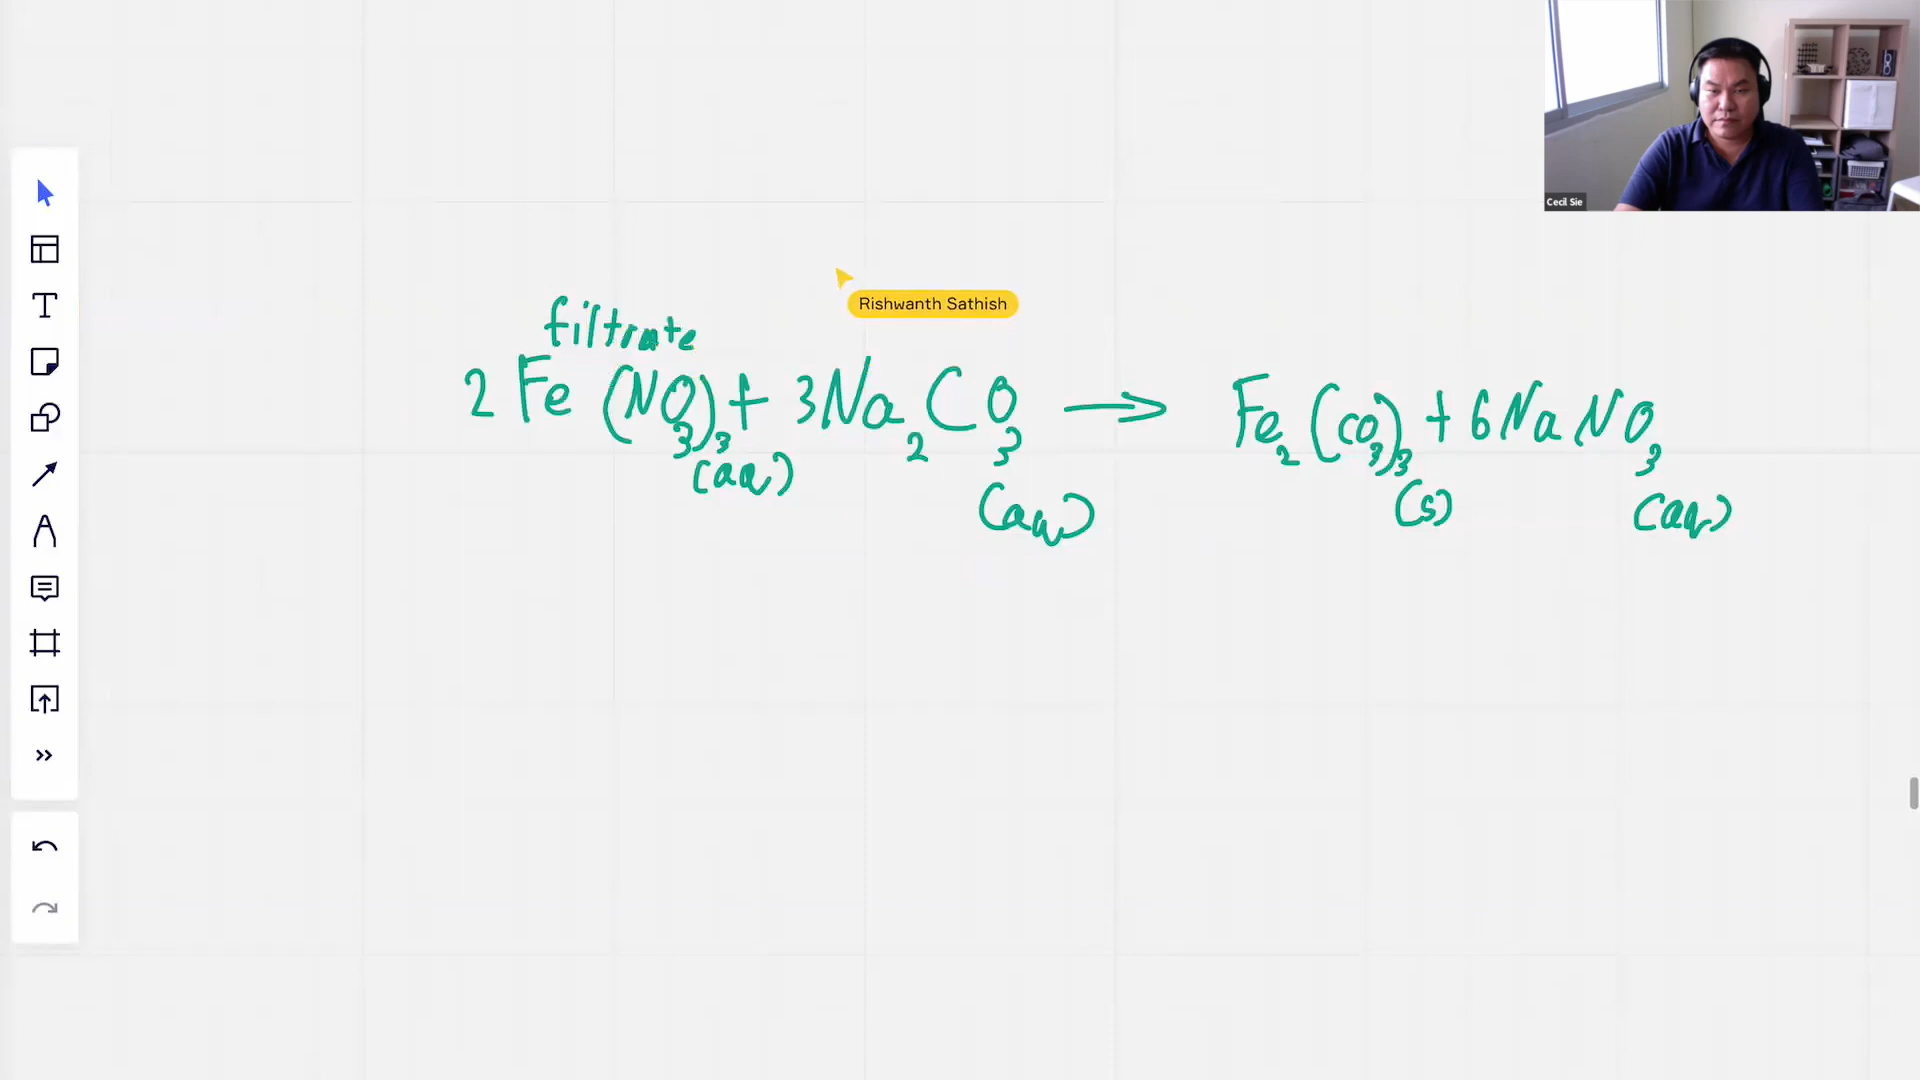 Cecil Sie
Rishwanth Sathish
filtrate
2 Fe (NO₃)₃ + 3Na₂CO₃ → Fe₂(CO₃)₃ + 6NaNO₃
(aq) (aq) (s) (aq)